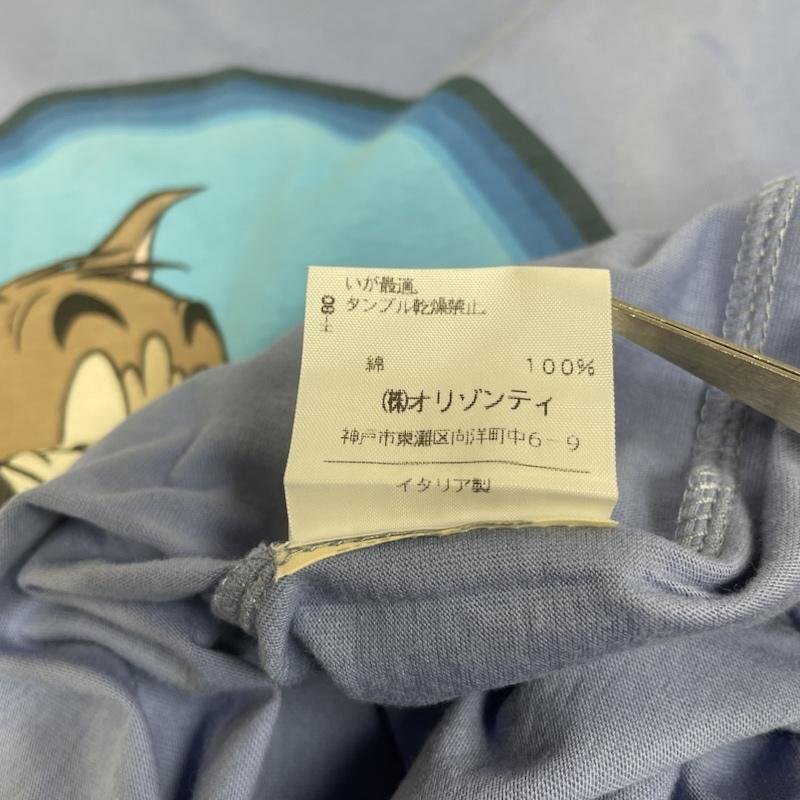 いが最適。
タンブル乾燥禁止。
綿 100%
㈱オリゾンティ
神戸市東灘区向洋町中6-9
イタリア製